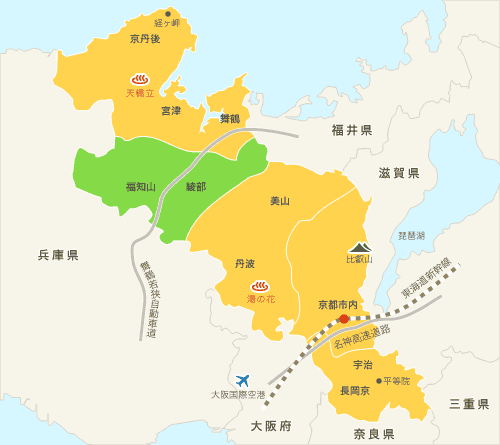 経ヶ岬
京丹後
天橋立
宮津
舞鶴
福井県
滋賀県
福知山
綾部
美山
琵琶湖
兵庫県
比叡山
丹波
舞鶴若狭自動車道
東海道新幹線
湯の花
京都市内
名神高速道路
宇治
平等院
長岡京
大阪国際空港
三重県
大阪府
奈良県